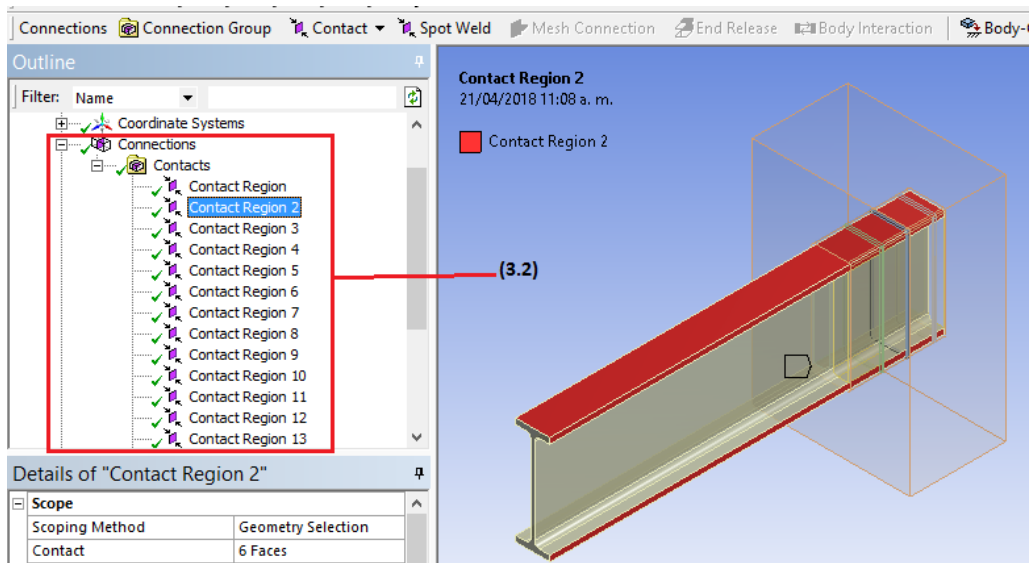 Connections Connection Group Contact Spot Weld Mesh Connection End Release Body Interaction Body-
Outline
Filter: Name
Coordinate Systems
Connections
Contacts
Contact Region
Contact Region 2
Contact Region 3
Contact Region 4
Contact Region 5
Contact Region 6
Contact Region 7
Contact Region 8
Contact Region 9
Contact Region 10
Contact Region 11
Contact Region 12
Contact Region 13
Details of "Contact Region 2"
Scope
Scoping Method Geometry Selection
Contact 6 Faces
Contact Region 2
21/04/2018 11:08 a. m.
Contact Region 2
(3.2)